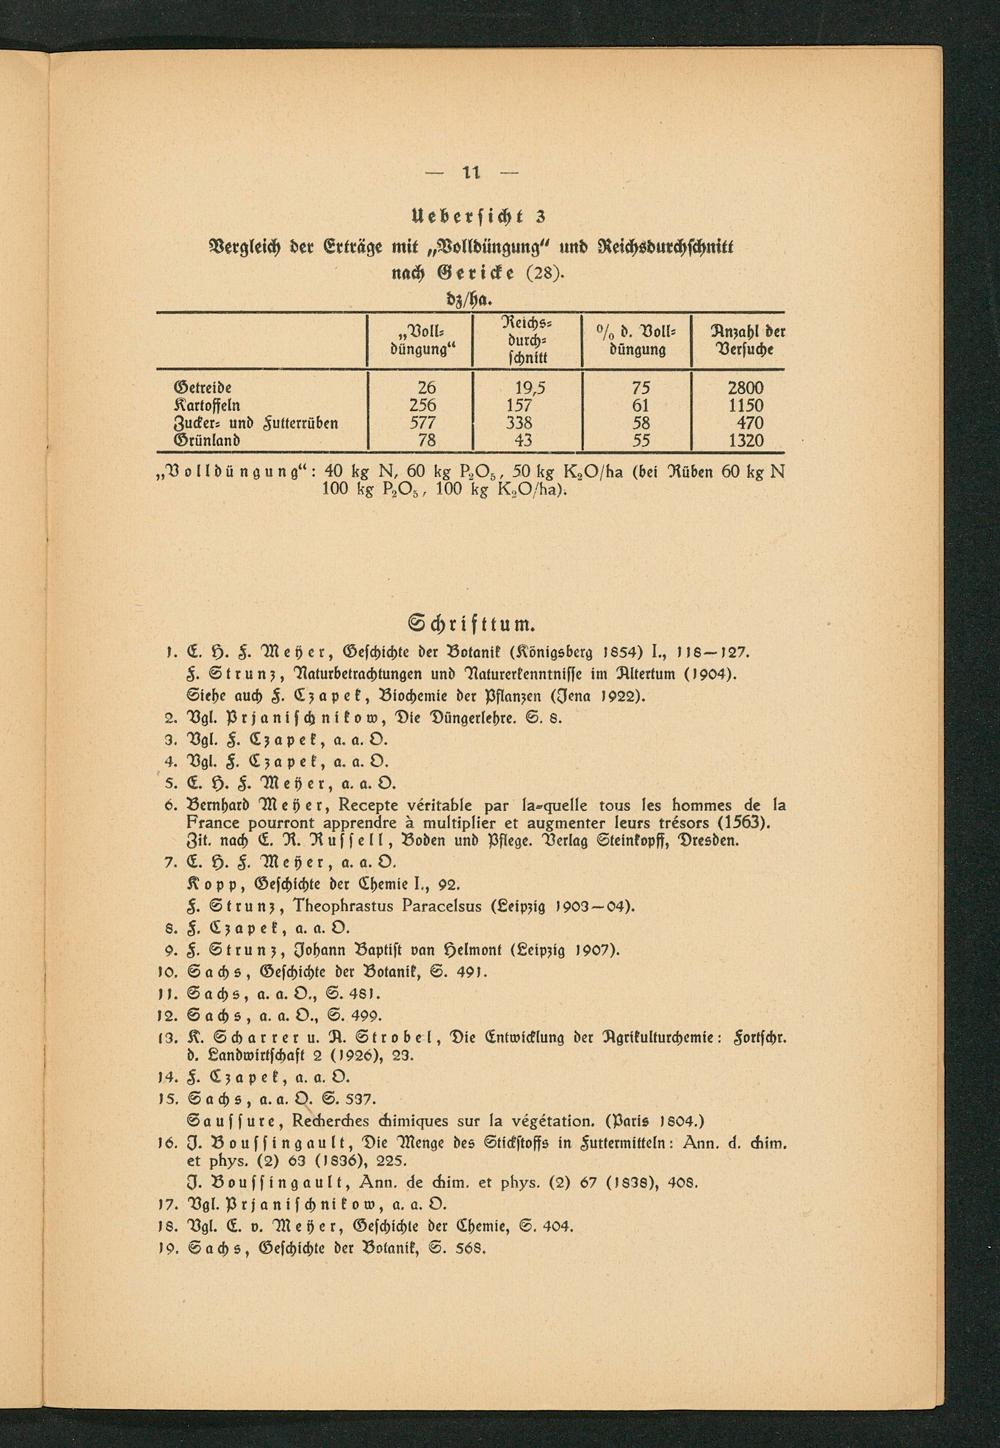 — 11 —
Uebersicht 3
Vergleich der Erträge mit „Volldüngung“ und Reichsdurchschnitt
nach Gericke (28).
dz/ha.
„Voll-düngung“ Reichs-durch-schnitt % d. Voll-düngung Anzahl der Versuche
Getreide 26 19,5 75 2800
Kartoffeln 256 157 61 1150
Zucker- und Futterrüben 577 338 58 470
Grünland 78 43 55 1320
„Volldüngung“: 40 kg N, 60 kg P₂O₅, 50 kg K₂O/ha (bei Rüben 60 kg N
100 kg P₂O₅, 100 kg K₂O/ha).
Schrifttum.
1. E. H. F. Meyer, Geschichte der Botanik (Königsberg 1854) I., 118—127.
F. Strunz, Naturbetrachtungen und Naturerkenntnisse im Altertum (1904).
Siehe auch F. Czapek, Biochemie der Pflanzen (Jena 1922).
2. Vgl. Prjanischnikow, Die Düngerlehre. S. 8.
3. Vgl. F. Czapek, a. a. O.
4. Vgl. F. Czapek, a. a. O.
5. E. H. F. Meyer, a. a. O.
6. Bernhard Meyer, Recepte véritable par la-quelle tous les hommes de la
France pourront apprendre à multiplier et augmenter leurs trésors (1563).
Zit. nach E. R. Russell, Boden und Pflege. Verlag Steinkopff, Dresden.
7. E. H. F. Meyer, a. a. O.
Kopp, Geschichte der Chemie I., 92.
F. Strunz, Theophrastus Paracelsus (Leipzig 1903—04).
8. F. Czapek, a. a. O.
9. F. Strunz, Johann Baptist van Helmont (Leipzig 1907).
10. Sachs, Geschichte der Botanik, S. 491.
11. Sachs, a. a. O., S. 481.
12. Sachs, a. a. O., S. 499.
13. K. Scharrer u. A. Strobel, Die Entwicklung der Agrikulturchemie: Fortschr.
d. Landwirtschaft 2 (1926), 23.
14. F. Czapek, a. a. O.
15. Sachs, a. a. O. S. 537.
Saussure, Recherches chimiques sur la végétation. (Paris 1804.)
16. J. Boussingault, Die Menge des Stickstoffs in Futtermitteln: Ann. d. chim.
et phys. (2) 63 (1836), 225.
J. Boussingault, Ann. de chim. et phys. (2) 67 (1838), 408.
17. Vgl. Prjanischnikow, a. a. O.
18. Vgl. E. v. Meyer, Geschichte der Chemie, S. 404.
19. Sachs, Geschichte der Botanik, S. 568.